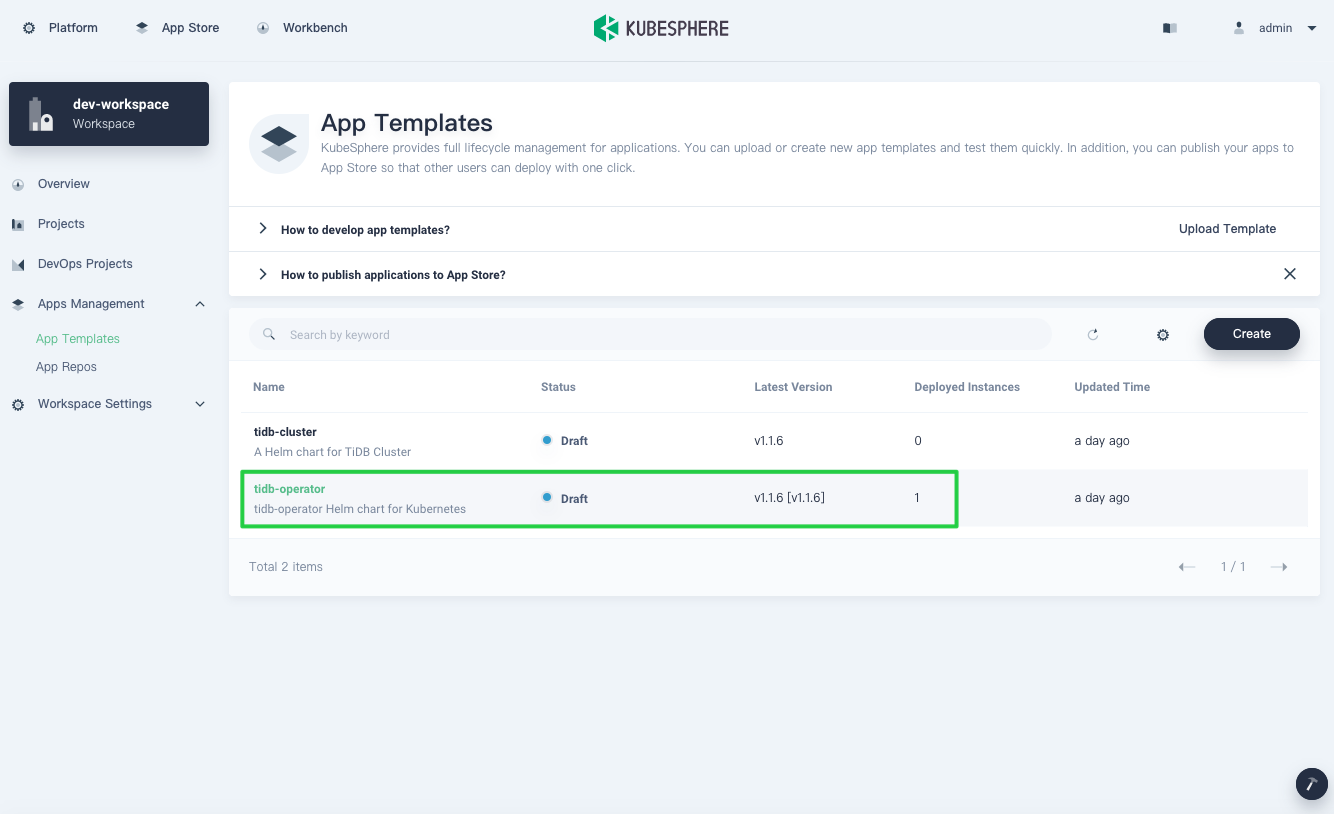 Platform
App Store
Workbench
KUBESPHERE
admin
dev-workspace
Workspace
Overview
Projects
DevOps Projects
Apps Management
App Templates
App Repos
Workspace Settings
App Templates
KubeSphere provides full lifecycle management for applications. You can upload or create new app templates and test them quickly. In addition, you can publish your apps to
App Store so that other users can deploy with one click.
How to develop app templates?
Upload Template
How to publish applications to App Store?
Search by keyword
Create
Name Status Latest Version Deployed Instances Updated Time
tidb-cluster
A Helm chart for TiDB Cluster
Draft
v1.1.6
0
a day ago
tidb-operator
tidb-operator Helm chart for Kubernetes
Draft
v1.1.6 [v1.1.6]
1
a day ago
Total 2 items
1 / 1